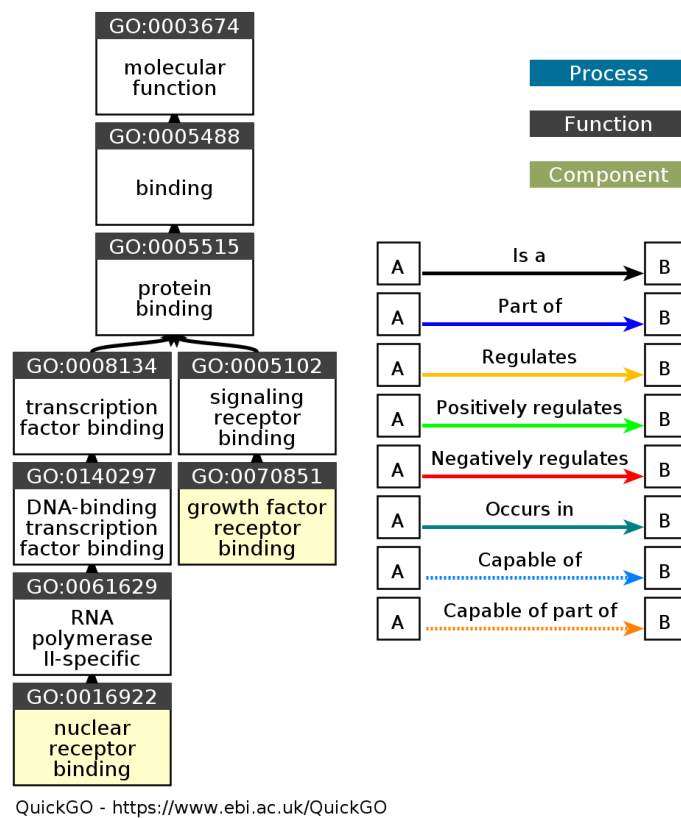 GO:0003674
molecular
function
GO:0005488
binding
GO:0005515
protein
binding
GO:0008134
transcription
factor binding
GO:0005102
signaling
receptor
binding
GO:0140297
DNA-binding
transcription
factor binding
GO:0070851
growth factor
receptor
binding
GO:0061629
RNA
polymerase
II-specific
GO:0016922
nuclear
receptor
binding
Process
Function
Component
A Is a B
A Part of B
A Regulates B
A Positively regulates B
A Negatively regulates B
A Occurs in B
A Capable of B
A Capable of part of B
QuickGO - https://www.ebi.ac.uk/QuickGO